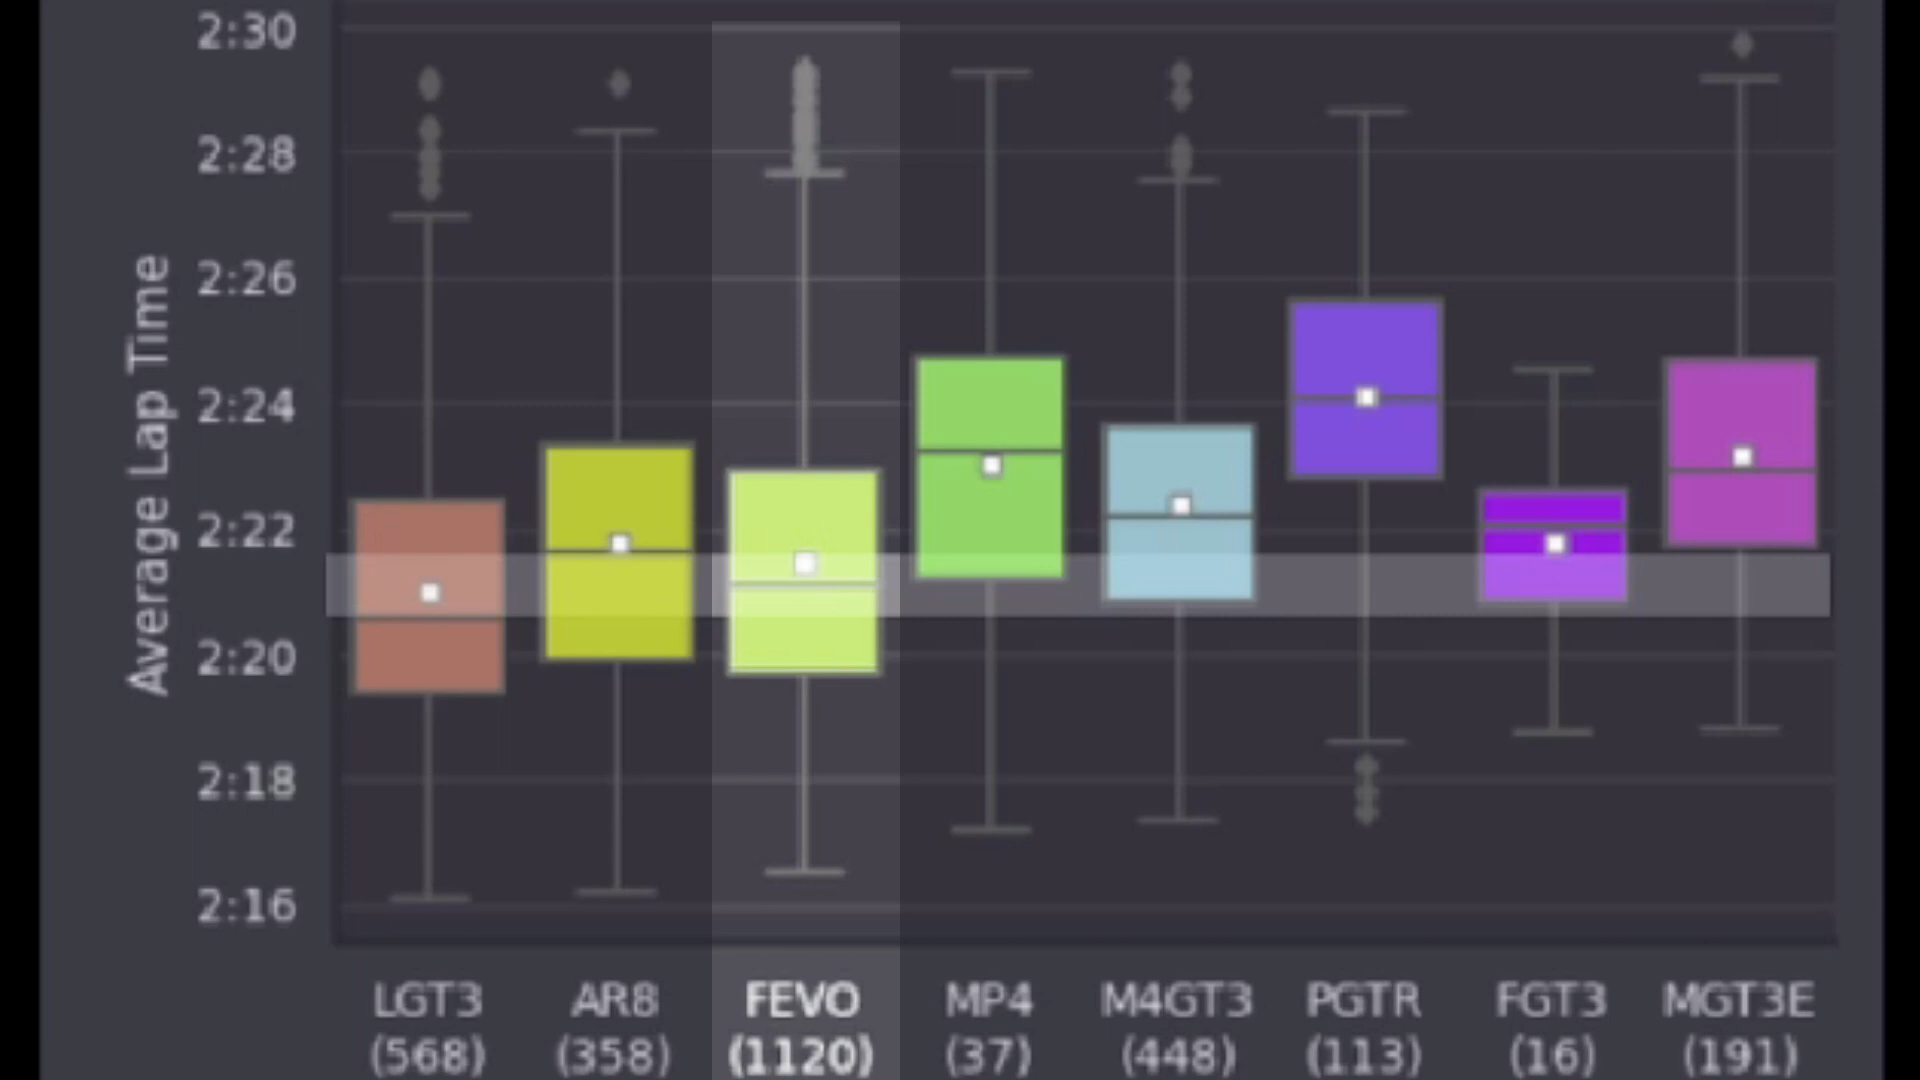 Average Lap Time
2:30
2:28
2:26
2:24
2:22
2:20
2:18
2:16
LGT3 AR8 FEVO MP4 M4GT3 PGTR FGT3 MGT3E
(568) (358) (1120) (37) (448) (113) (16) (191)